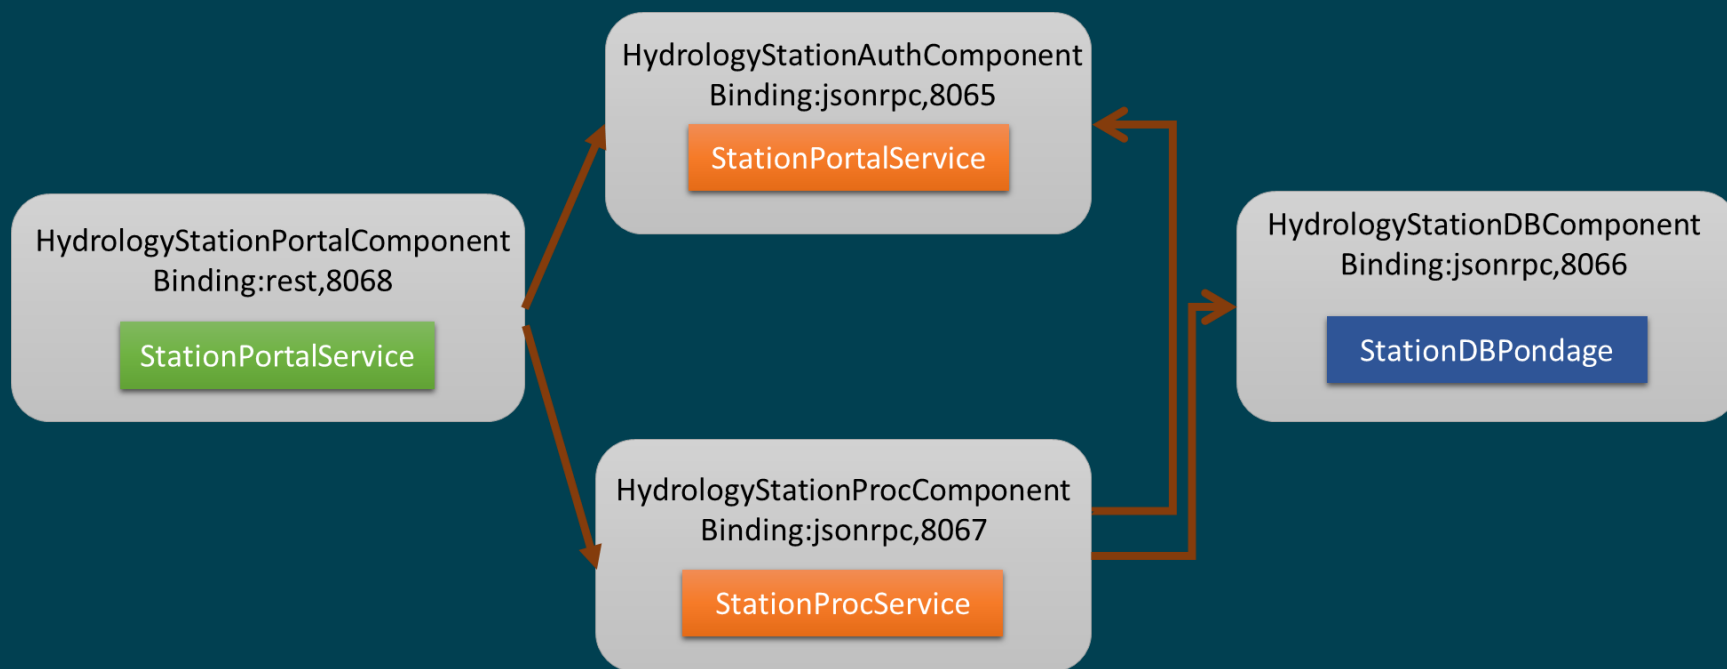 HydrologyStationAuthComponent
Binding:jsonrpc,8065
StationPortalService
HydrologyStationPortalComponent
Binding:rest,8068
StationPortalService
HydrologyStationDBComponent
Binding:jsonrpc,8066
StationDBPondage
HydrologyStationProcComponent
Binding:jsonrpc,8067
StationProcService